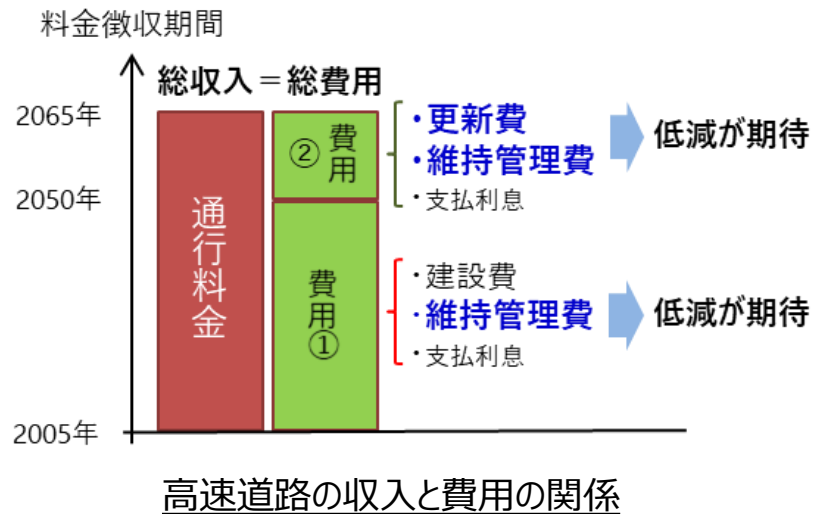 料金徴収期間
総収入＝総費用
2065年
2050年
2005年
通行料金
②費用
費用①
・更新費
・維持管理費
・支払利息
低減が期待
・建設費
・維持管理費
・支払利息
低減が期待
高速道路の収入と費用の関係